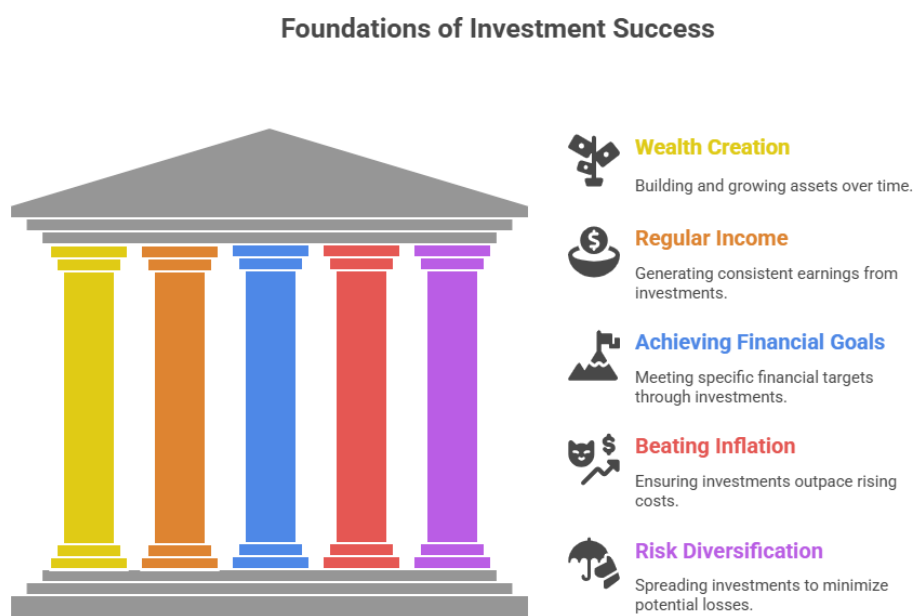 Foundations of Investment Success
Wealth Creation
Building and growing assets over time.
Regular Income
Generating consistent earnings from
investments.
Achieving Financial Goals
Meeting specific financial targets
through investments.
Beating Inflation
Ensuring investments outpace rising
costs.
Risk Diversification
Spreading investments to minimize
potential losses.